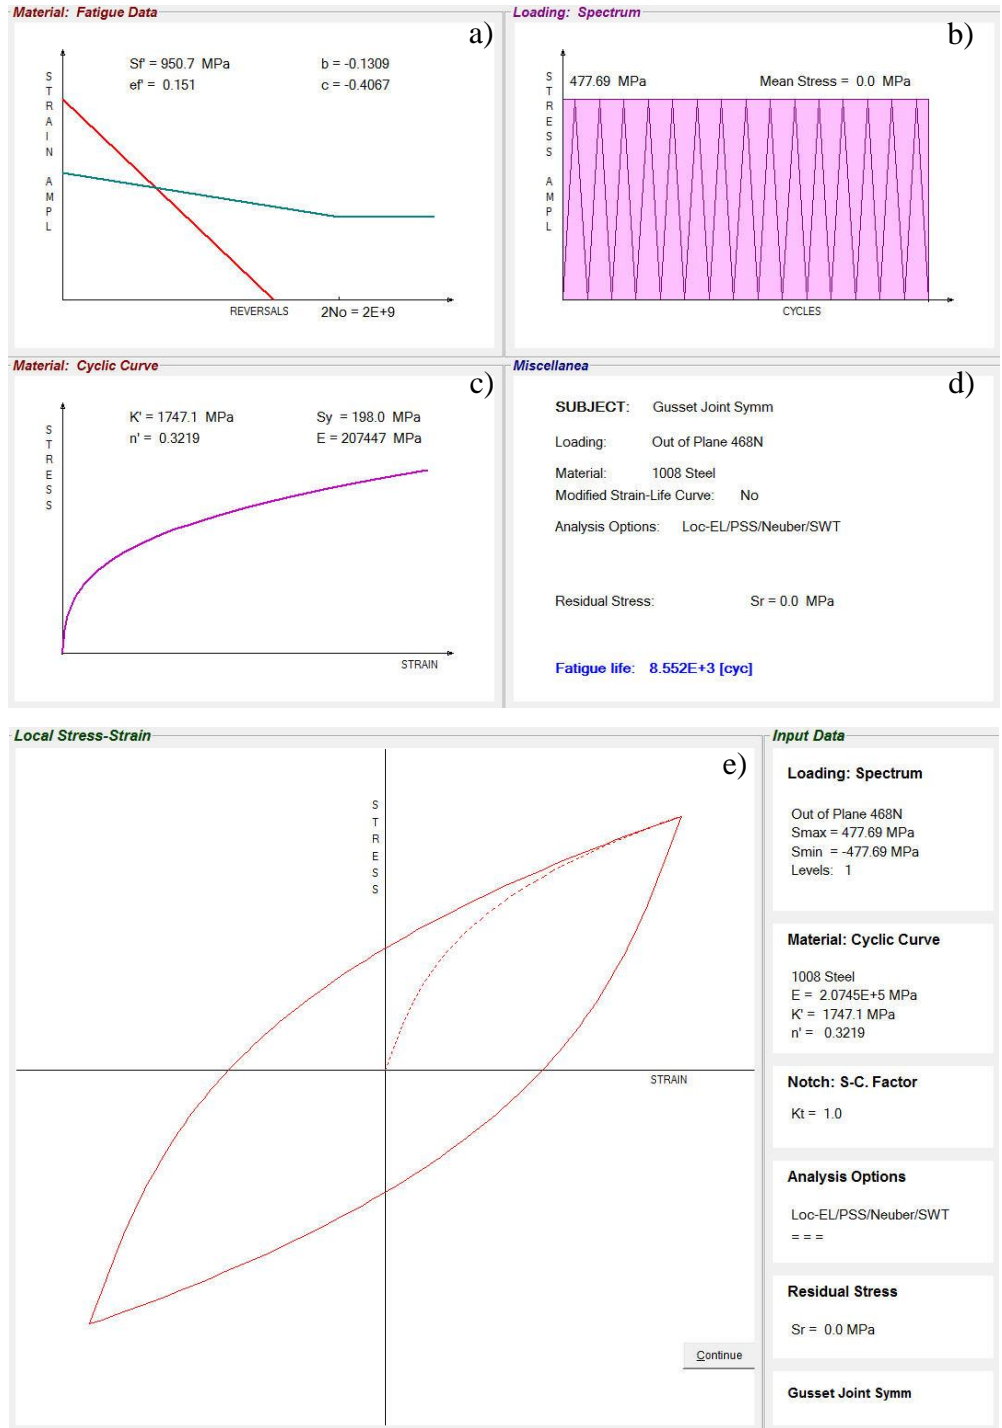 Material: Fatigue Data
a)
Sf' = 950.7 MPa b = -0.1309
ef' = 0.151 c = -0.4067
STRAIN AMPL
REVERSALS 2No = 2E+9
Loading: Spectrum
b)
477.69 MPa Mean Stress = 0.0 MPa
STRESS AMPL
CYCLES
Material: Cyclic Curve
c)
K' = 1747.1 MPa Sy = 198.0 MPa
n' = 0.3219 E = 207447 MPa
STRESS
STRAIN
Miscellanea
d)
SUBJECT: Gusset Joint Symm
Loading: Out of Plane 468N
Material: 1008 Steel
Modified Strain-Life Curve: No
Analysis Options: Loc-EL/PSS/Neuber/SWT
Residual Stress: Sr = 0.0 MPa
Fatigue life: 8.552E+3 [cyc]
Local Stress-Strain
e)
STRESS
STRAIN
Continue
Input Data
Loading: Spectrum
Out of Plane 468N
Smax = 477.69 MPa
Smin = -477.69 MPa
Levels: 1
Material: Cyclic Curve
1008 Steel
E = 2.0745E+5 MPa
K' = 1747.1 MPa
n' = 0.3219
Notch: S-C. Factor
Kt = 1.0
Analysis Options
Loc-EL/PSS/Neuber/SWT
= = =
Residual Stress
Sr = 0.0 MPa
Gusset Joint Symm